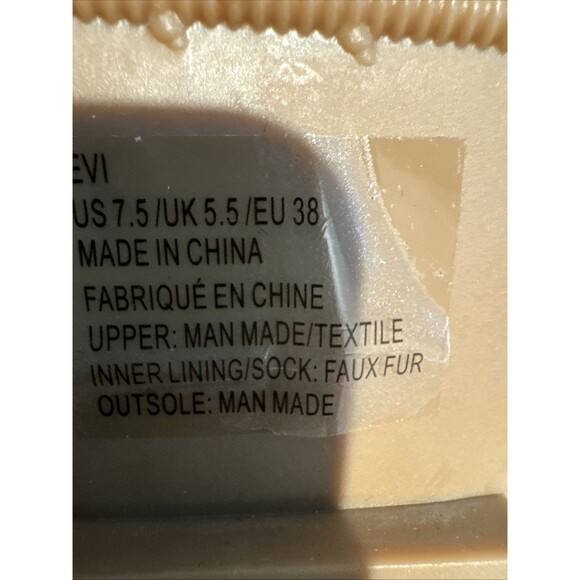 EVI
US 7.5 /UK 5.5 /EU 38
MADE IN CHINA
FABRIQUÉ EN CHINE
UPPER: MAN MADE/TEXTILE
INNER LINING/SOCK: FAUX FUR
OUTSOLE: MAN MADE